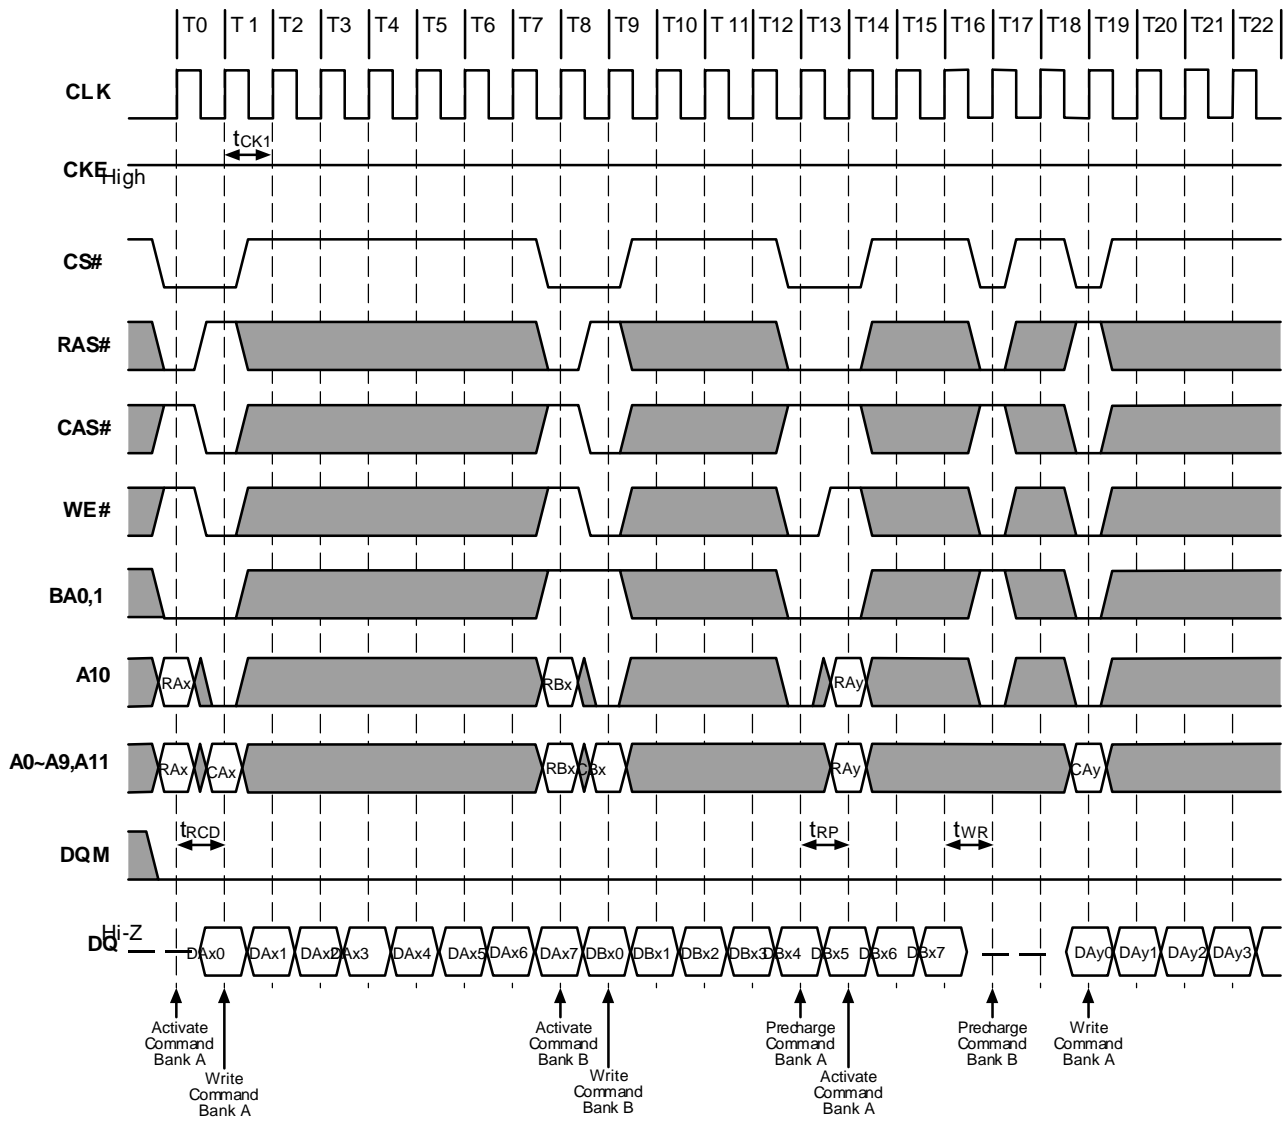 T0 T1 T2 T3 T4 T5 T6 T7 T8 T9 T10 T11 T12 T13 T14 T15 T16 T17 T18 T19 T20 T21 T22
CLK
tCK1
CKE High
CS#
RAS#
CAS#
WE#
BA0,1
A10 RAx RBx RAy
A0~A9,A11 RAx CAx RBx CBx RAy CAy
tRCD tRP tWR
DQM
Hi-Z
DQ DAx0 DAx1 DAx2 DAx3 DAx4 DAx5 DAx6 DAx7 DBx0 DBx1 DBx2 DBx3 DBx4 DBx5 DBx6 DBx7 DAy0 DAy1 DAy2 DAy3
Activate
Command
Bank A
Write
Command
Bank A
Activate
Command
Bank B
Write
Command
Bank B
Precharge
Command
Bank A
Activate
Command
Bank A
Precharge
Command
Bank B
Write
Command
Bank A